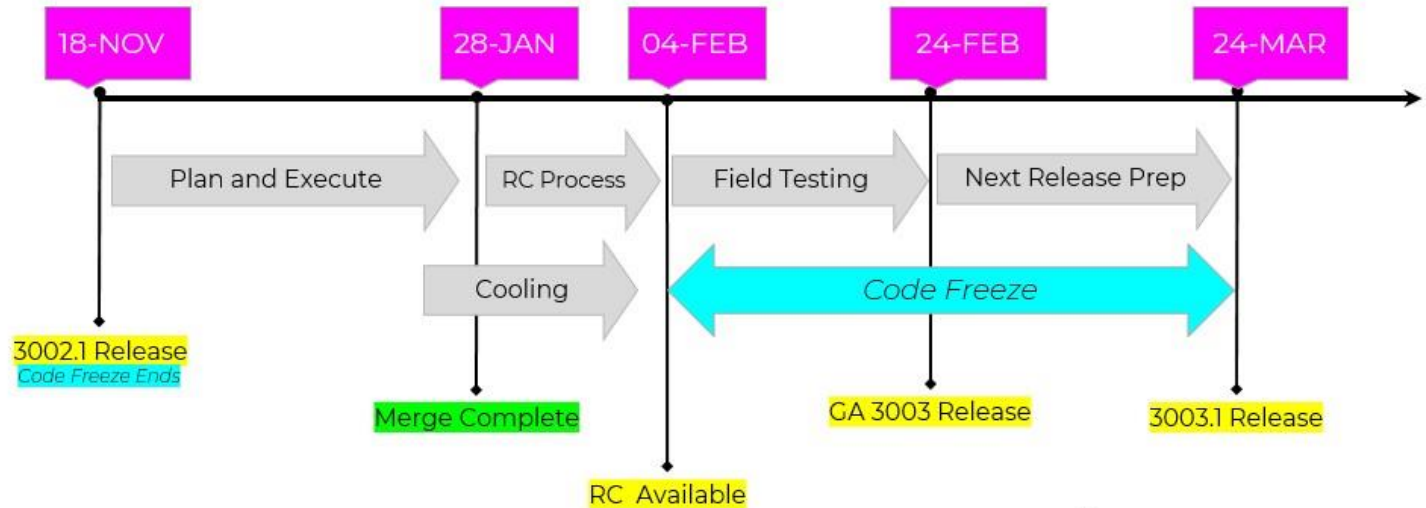 18-NOV
28-JAN
04-FEB
24-FEB
24-MAR
Plan and Execute
RC Process
Field Testing
Next Release Prep
Cooling
Code Freeze
3002.1 Release
Code Freeze Ends
Merge Complete
GA 3003 Release
3003.1 Release
RC Available